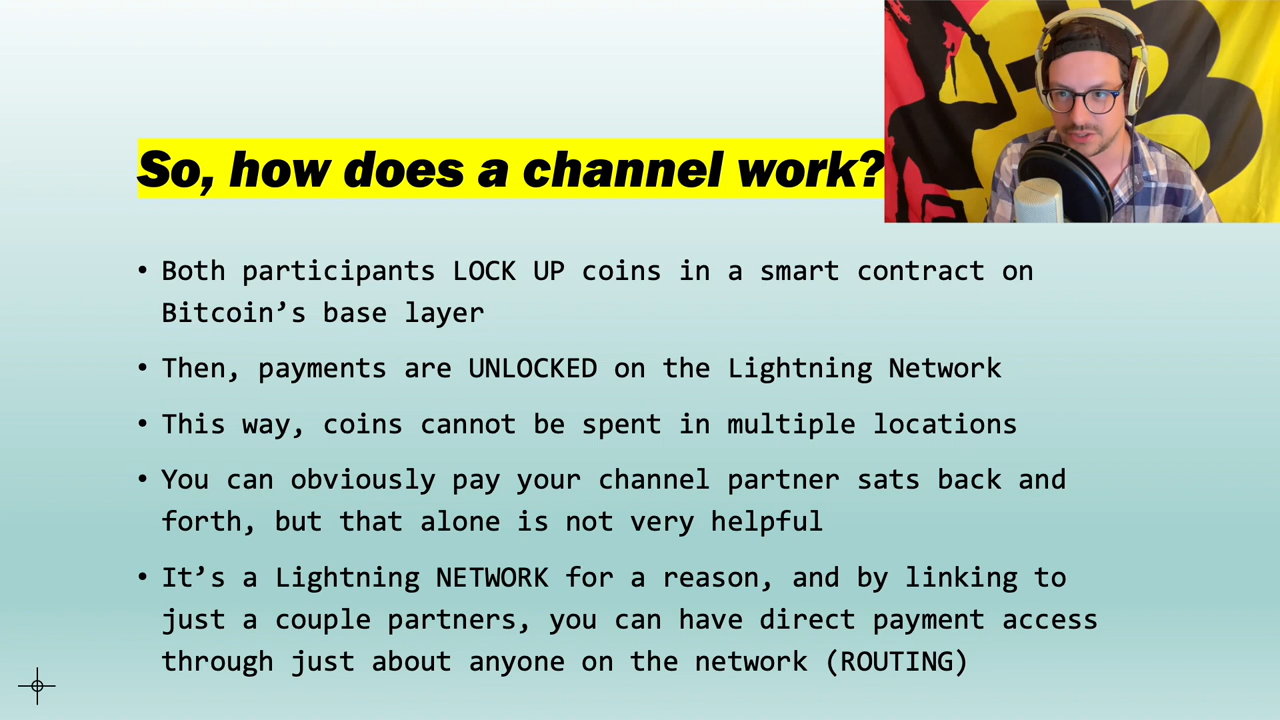 So, how does a channel work?
• Both participants LOCK UP coins in a smart contract on
Bitcoin’s base layer
• Then, payments are UNLOCKED on the Lightning Network
• This way, coins cannot be spent in multiple locations
• You can obviously pay your channel partner sats back and
forth, but that alone is not very helpful
• It’s a Lightning NETWORK for a reason, and by linking to
just a couple partners, you can have direct payment access
through just about anyone on the network (ROUTING)